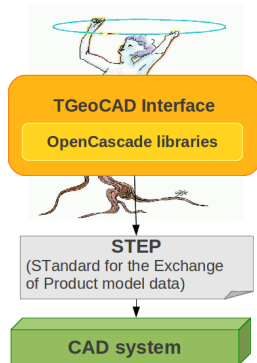 TGeoCAD Interface
OpenCascade libraries
STEP
(STandard for the Exchange
of Product model data)
CAD system